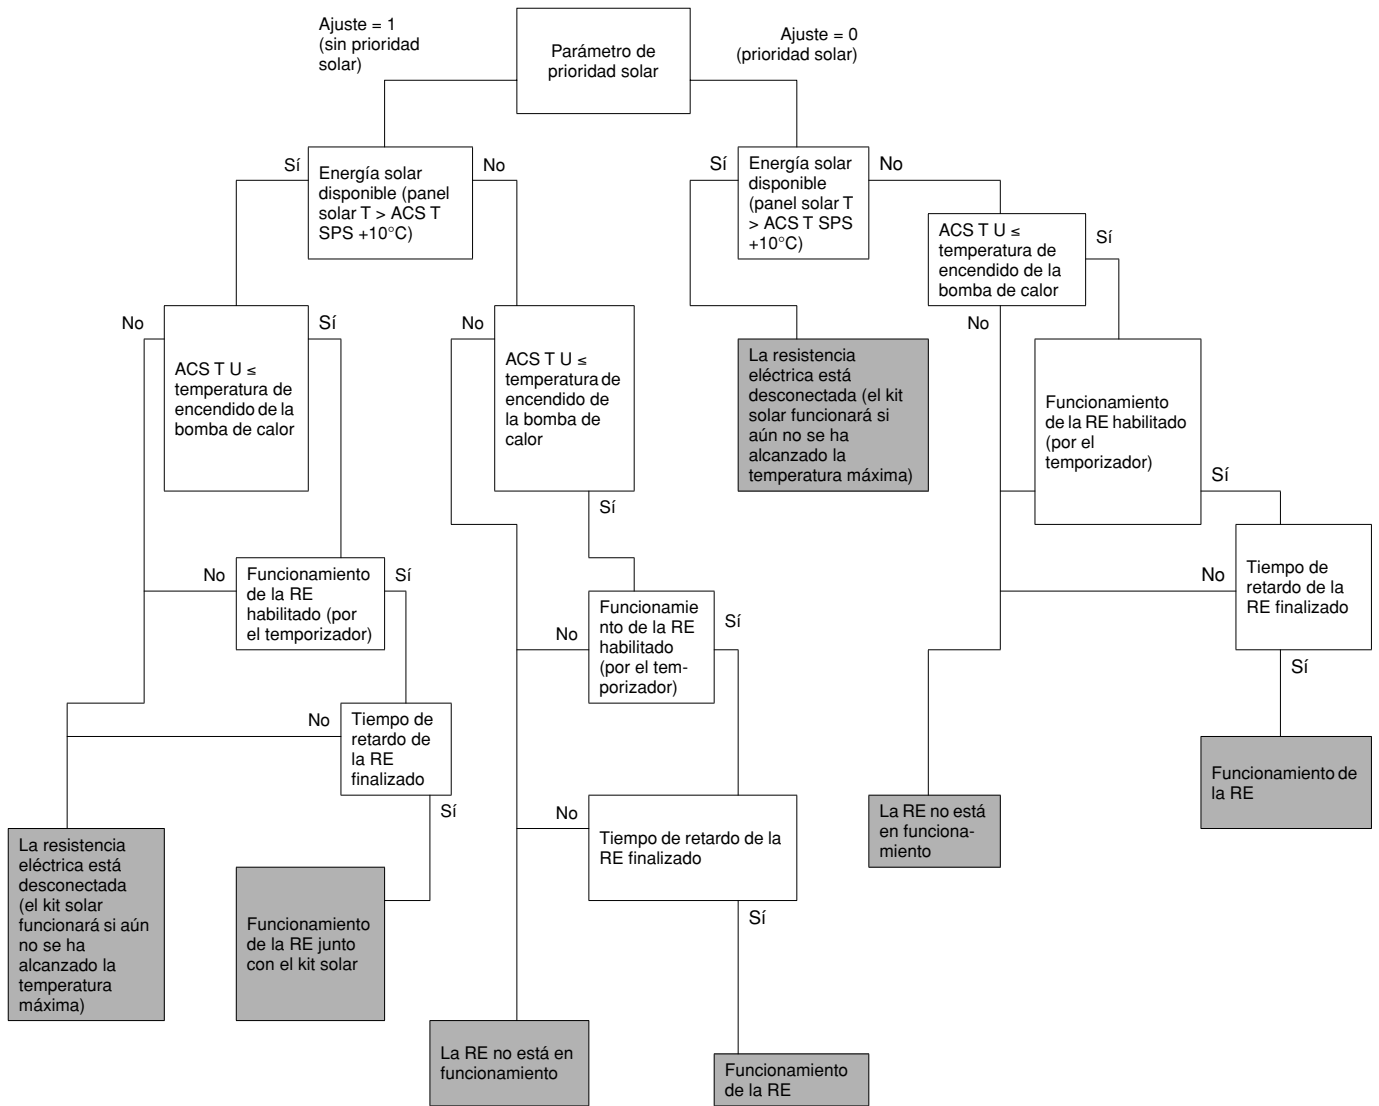 Ajuste = 1
(sin prioridad
solar)
Parámetro de
prioridad solar
Ajuste = 0
(prioridad solar)
Sí
Energía solar
disponible (panel
solar T > ACS T
SPS +10°C)
No
Sí
Energía solar
disponible
(panel solar T
> ACS T SPS
+10°C)
No
ACS T U ≤
temperatura de
encendido de la
bomba de calor
Sí
No
No
ACS T U ≤
temperatura de
encendido de la
bomba de calor
Sí
No
ACS T U ≤
temperatura de
encendido de
la bomba de
calor
Sí
La resistencia
eléctrica está
desconectada (el kit
solar funcionará si
aún no se ha
alcanzado la
temperatura máxima)
Funcionamiento
de la RE habilitado
(por el
temporizador)
Sí
No
Funcionamiento
de la RE
habilitado (por
el temporizador)
Sí
No
Funcionamie
nto de la RE
habilitado
(por el tem-
porizador)
Sí
No
Tiempo de
retardo de la
RE finalizado
Sí
No
Tiempo de
retardo de
la RE
finalizado
Sí
No
Tiempo de retardo de la
RE finalizado
Sí
La RE no está
en funciona-
miento
Funcionamiento de
la RE
La resistencia
eléctrica está
desconectada
(el kit solar
funcionará si aún
no se ha
alcanzado la
temperatura
máxima)
Funcionamiento
de la RE junto
con el kit solar
La RE no está en
funcionamiento
Funcionamiento
de la RE